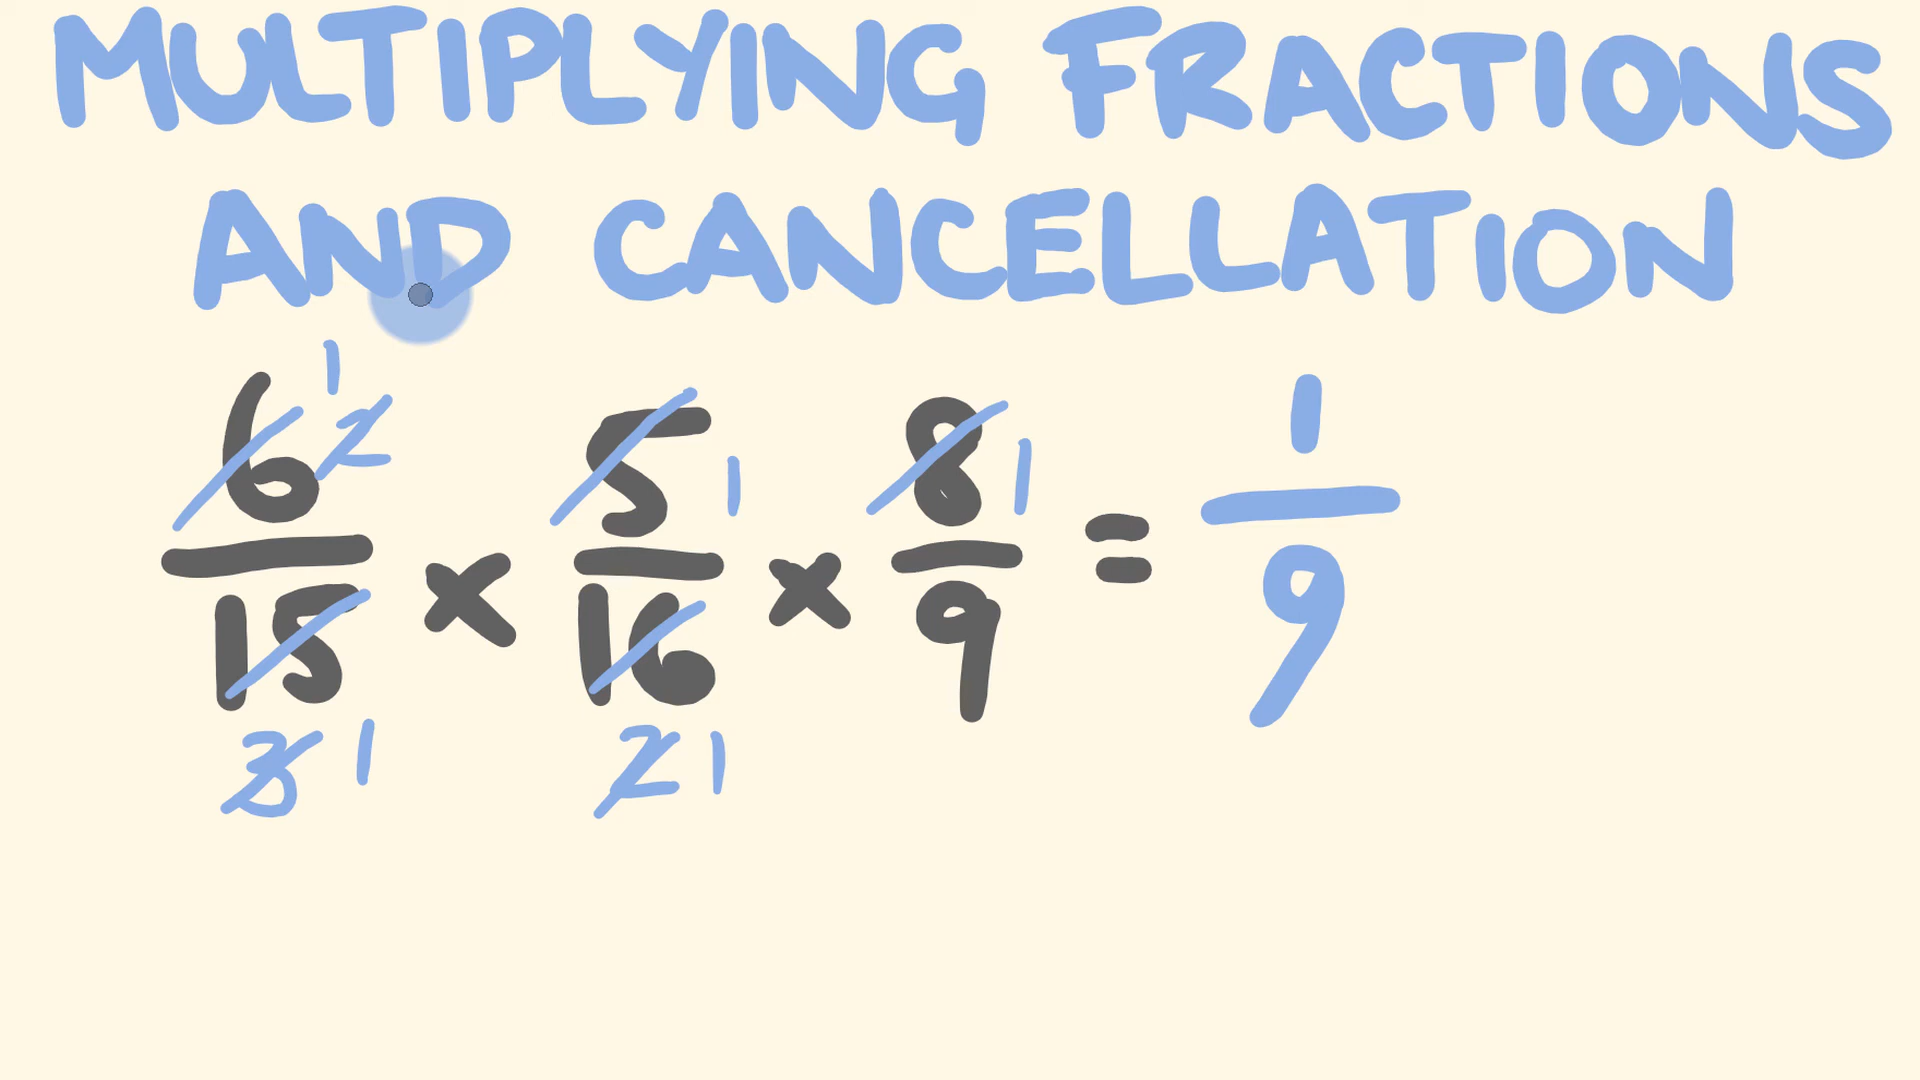 MULTIPLYING FRACTIONS
AND CANCELLATION
1
6 2 5 1 8 1 1
— × — × — = —
15 16 9 9
3 1 2 1